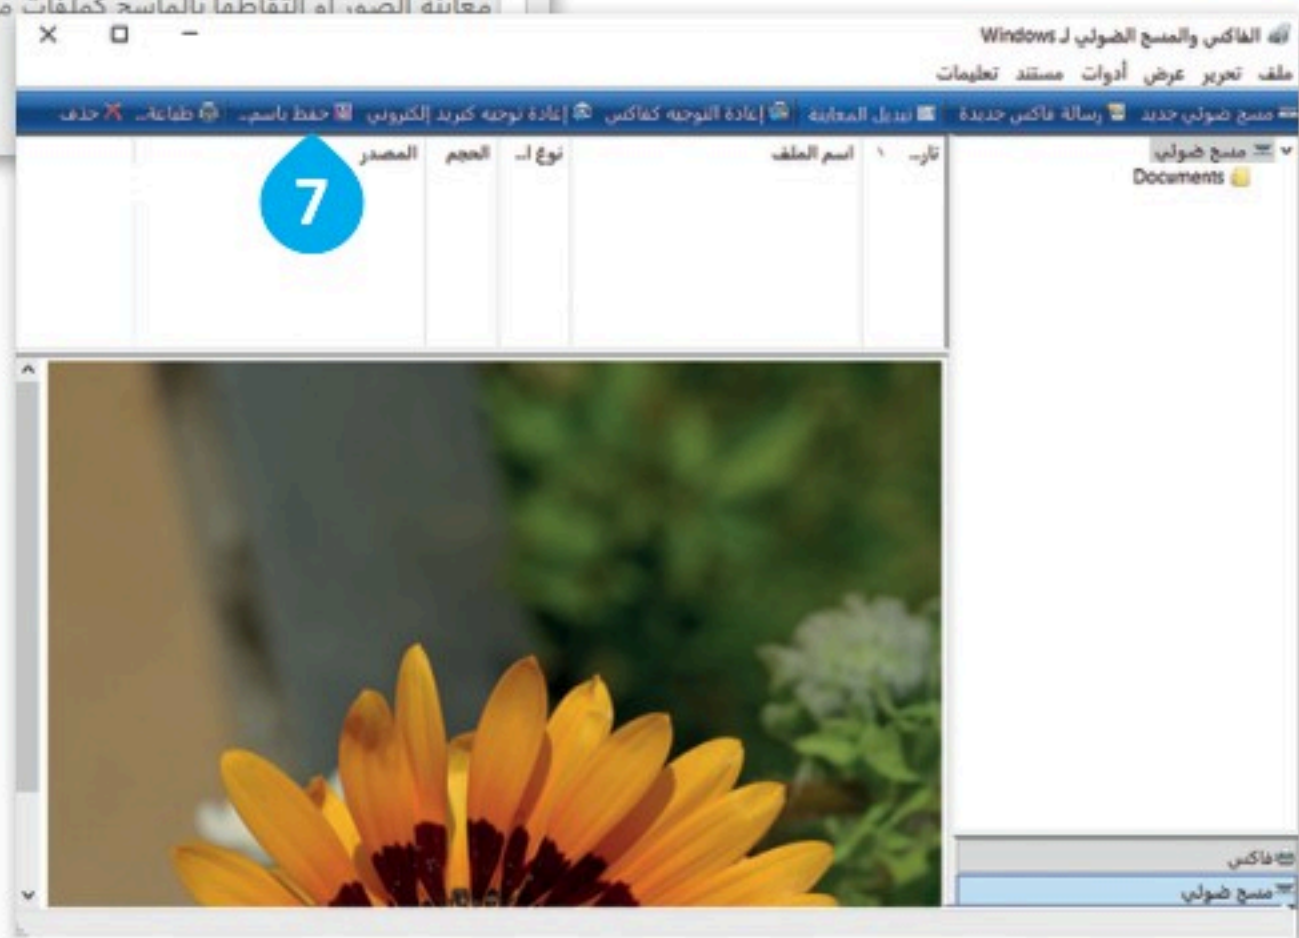 معاينة الصور أو التقاطها بالماسح كملفات
الفاكس والمسح الضوئي لـ Windows
ملف تحرير عرض أدوات مستند تعليمات
مسح ضوئي جديد رسالة فاكس جديدة تبديل المعاينة إعادة التوجيه كفاكس إعادة توجيه كبريد إلكتروني حفظ باسم... طباعة... حذف
مسح ضوئي
Documents
تار... اسم الملف نوع ا... الحجم المصدر
7
فاكس
مسح ضوئي